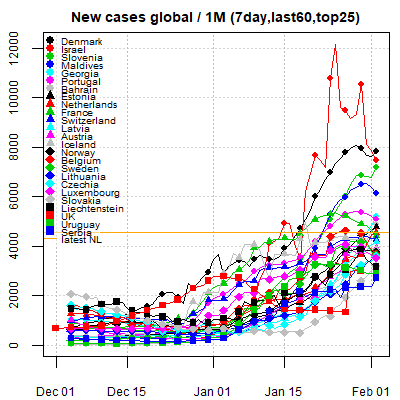 New cases global / 1M (7day,last60,top25)
Denmark
Israel
Slovenia
Maldives
Georgia
Portugal
Bahrain
Estonia
Netherlands
France
Switzerland
Latvia
Austria
Iceland
Norway
Belgium
Sweden
Lithuania
Czechia
Luxembourg
Slovakia
Liechtenstein
UK
Uruguay
Serbia
latest NL
12000
10000
8000
6000
4000
2000
0
Dec 01 Dec 15 Jan 01 Jan 15 Feb 01